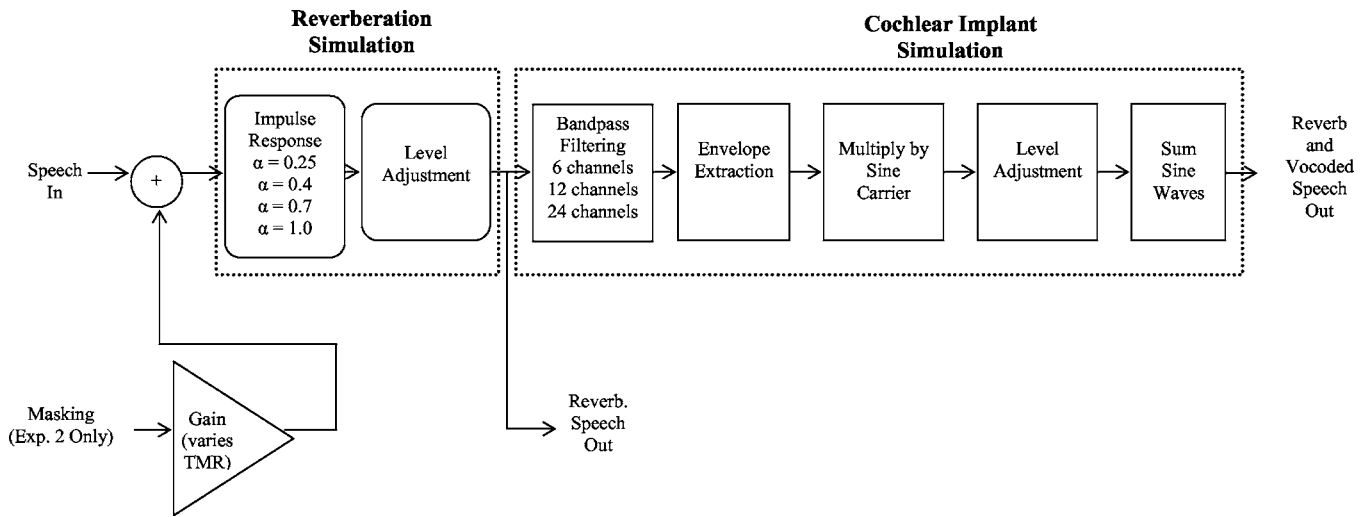 Reverberation
Simulation
Cochlear Implant
Simulation
Speech
In
+
Impulse
Response
α = 0.25
α = 0.4
α = 0.7
α = 1.0
Level
Adjustment
Bandpass
Filtering
6 channels
12 channels
24 channels
Envelope
Extraction
Multiply by
Sine
Carrier
Level
Adjustment
Sum
Sine
Waves
Reverb
and
Vocoded
Speech
Out
Masking
(Exp. 2 Only)
Gain
(varies
TMR)
Reverb.
Speech
Out